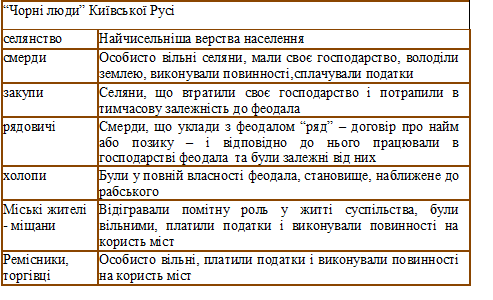 “Чорні люди” Київської Русі
селянство Найчисельніша верства населення
смерди Особисто вільні селяни, мали своє господарство, володіли
землею, виконували повинності,сплачували податки
закупи Селяни, що втратили своє господарство і потрапили в
тимчасову залежність до феодала
рядовичі Смерди, що уклади з феодалом “ряд” – договір про найм
або позику – і відповідно до нього працювали в
господарстві феодала та були залежні від них
холопи Були у повній власності феодала, становище, наближене до
рабського
Міські жителі Відігравали помітну роль у житті суспільства, були
- міщани вільними, платили податки і виконували повинності на
користь міст
Ремісники, Особисто вільні, платили податки і виконували повинності
торгівці на користь міст